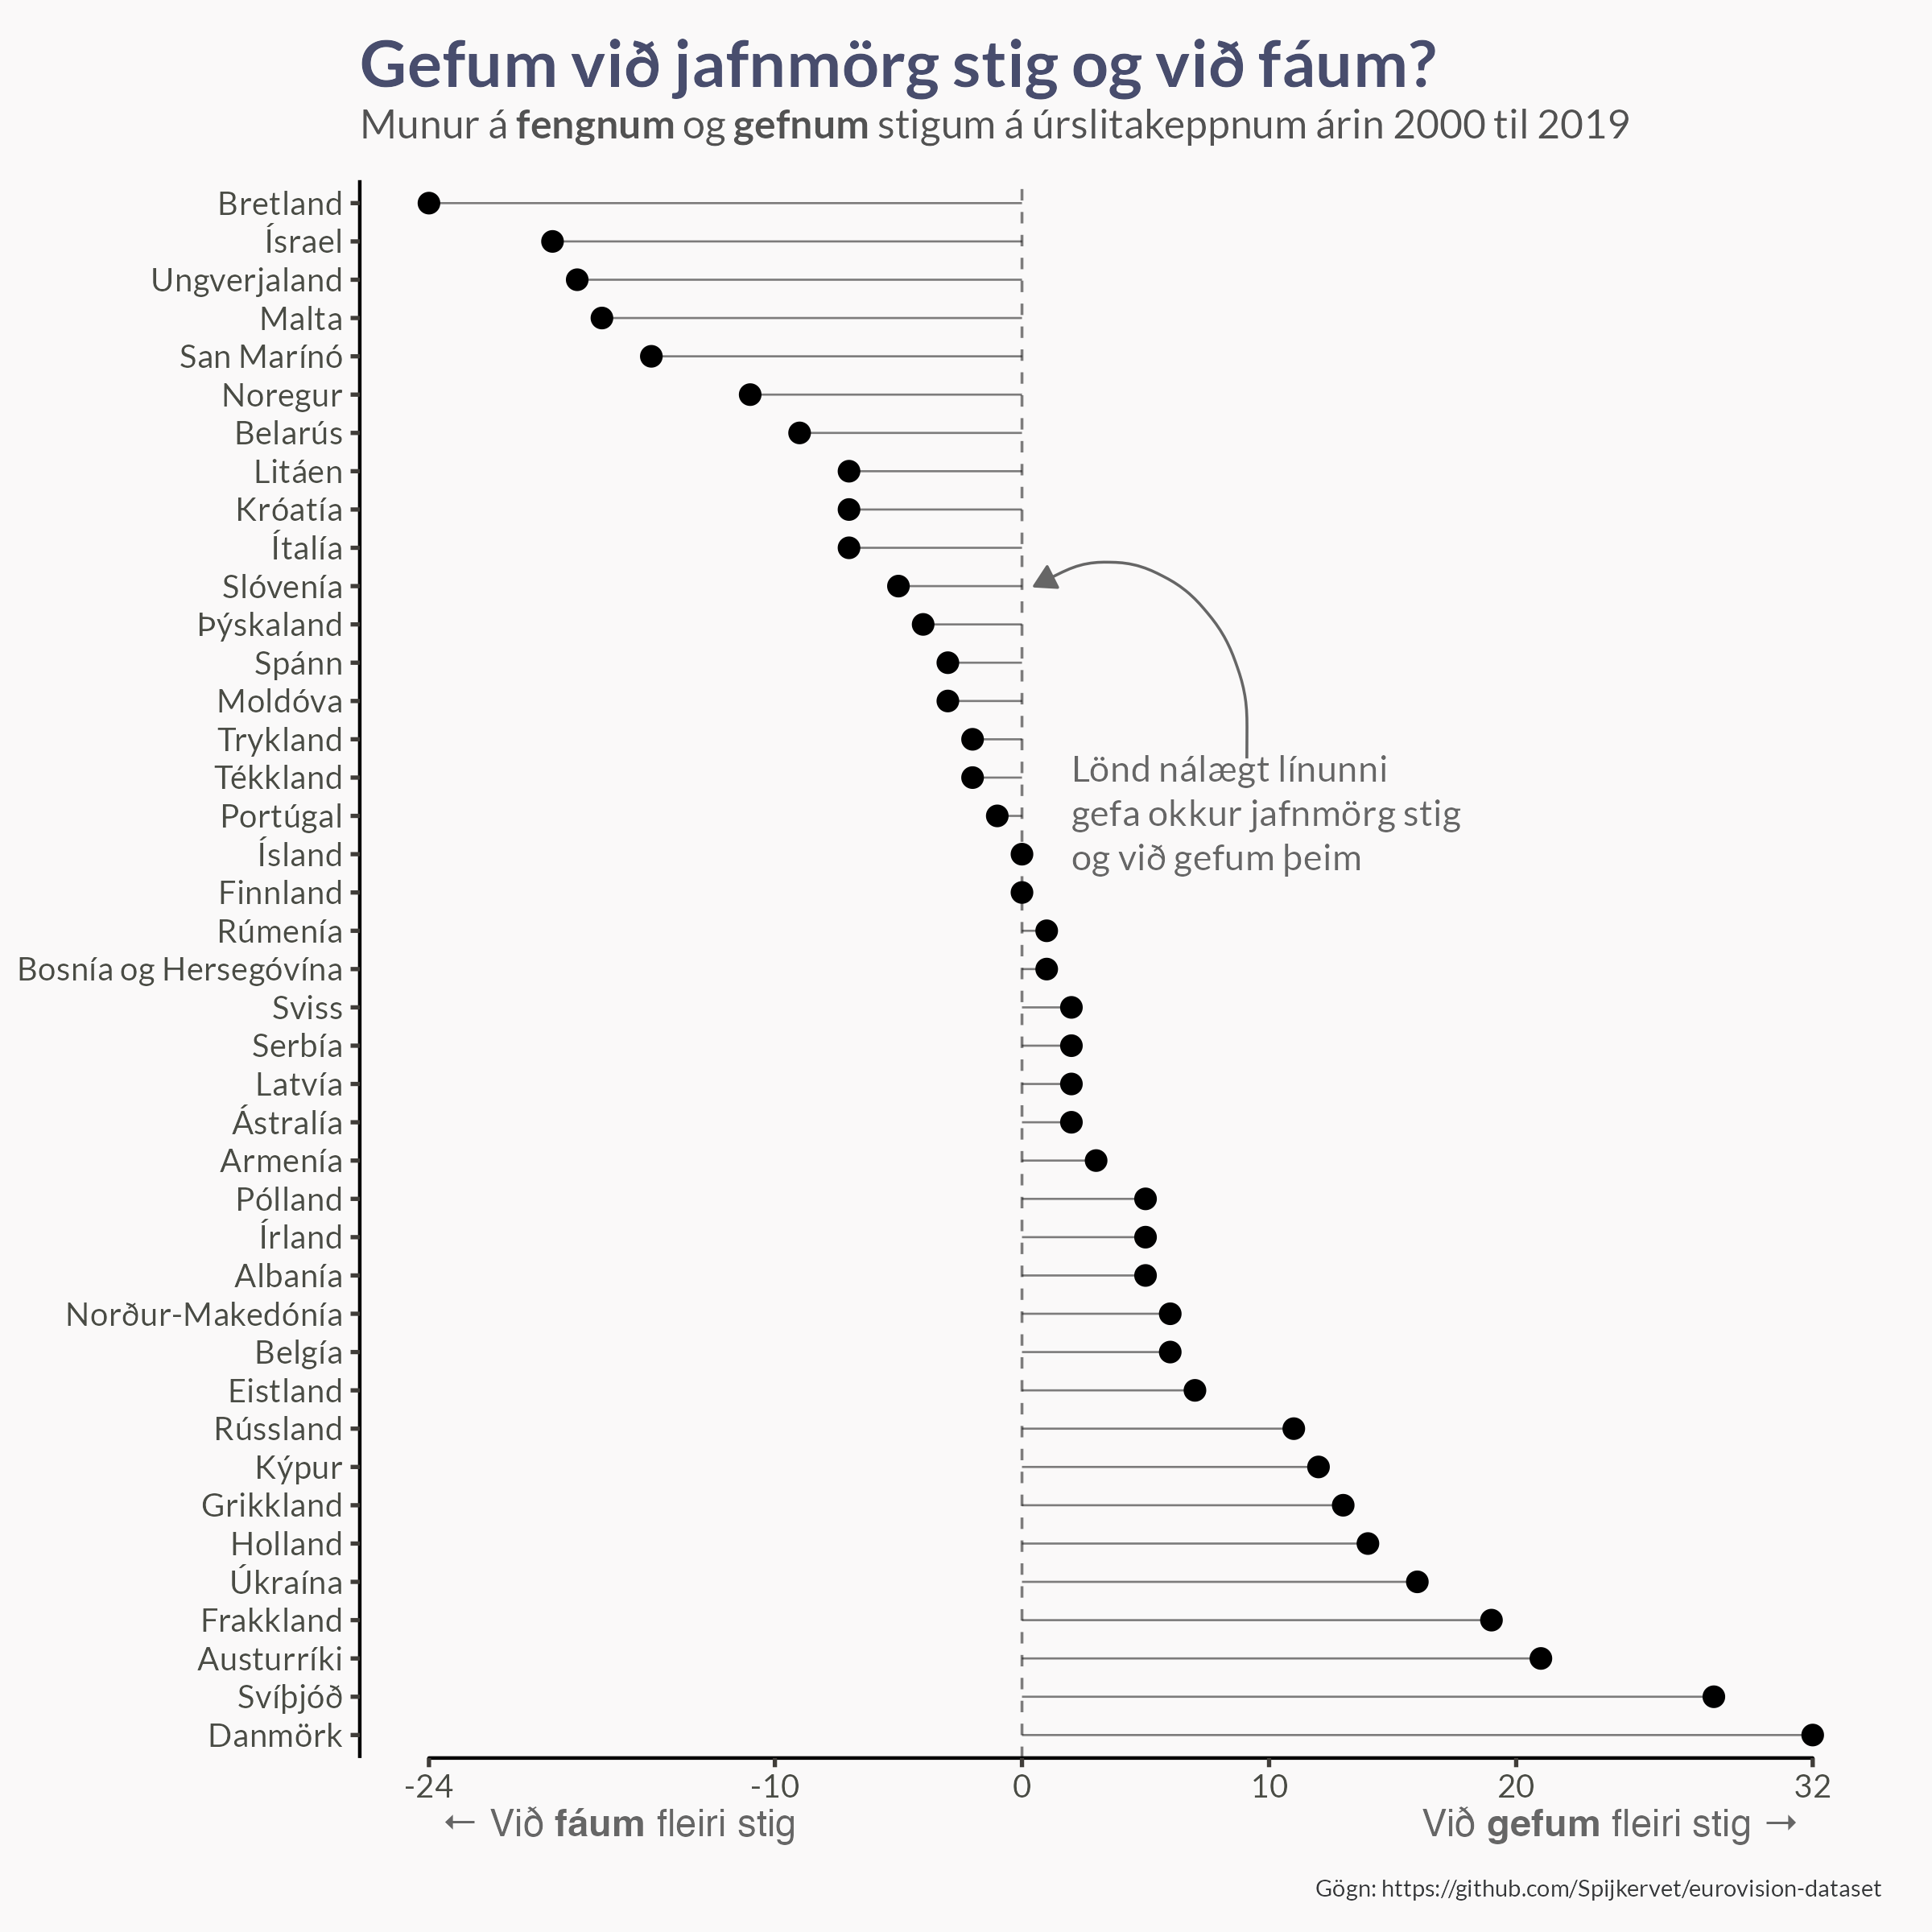 Gefum við jafnmörg stig og við fáum?
Munur á fengnum og gefnum stigum á úrslitakeppnum árin 2000 til 2019
Bretland
Ísrael
Ungverjaland
Malta
San Marínó
Noregur
Belarús
Litáen
Króatía
Ítalía
Slóvenía
Þýskaland
Spánn
Moldóva
Trykland
Tékkland
Portúgal
Ísland
Finnland
Rúmenía
Bosnía og Hersegóvína
Sviss
Serbía
Latvía
Ástralía
Armenía
Pólland
Írland
Albanía
Norður-Makedónía
Belgía
Eistland
Rússland
Kýpur
Grikkland
Holland
Úkraína
Frakkland
Austurríki
Svíþjóð
Danmörk
Lönd nálægt línunni
gefa okkur jafnmörg stig
og við gefum þeim
-24 -10 0 10 20 32
← Við fáum fleiri stig
Við gefum fleiri stig →
Gögn: https://github.com/Spijkervet/eurovision-dataset